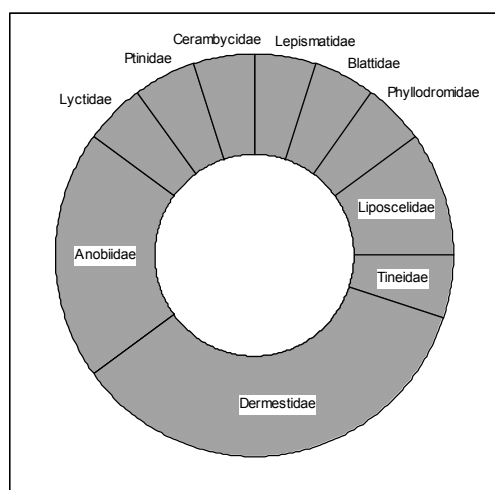 Cerambycidae Lepismatidae
Ptinidae Blattidae
Lyctidae Phyllodromidae
Liposcelidae
Anobiidae
Tineidae
Dermestidae